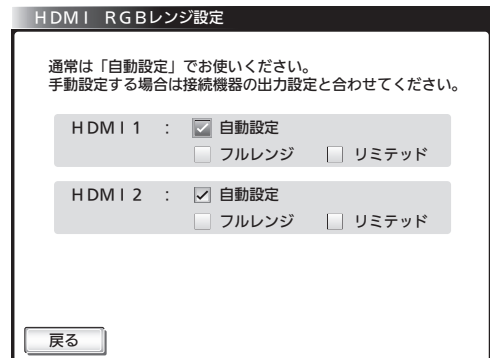 HDMI RGBレンジ設定
通常は「自動設定」でお使いください。
手動設定する場合は接続機器の出力設定と合わせてください。
HDMI1 : 自動設定
フルレンジ リミテッド
HDMI2 : 自動設定
フルレンジ リミテッド
戻る